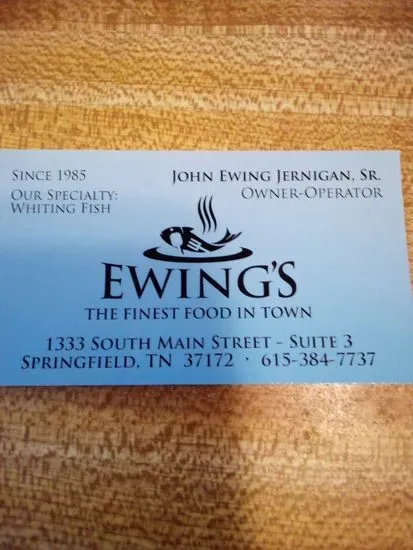 Since 1985
Our Specialty:
Whiting Fish
John Ewing Jernigan, Sr.
Owner-Operator
Ewing's
The Finest Food in Town
1333 South Main Street - Suite 3
Springfield, TN 37172 · 615-384-7737